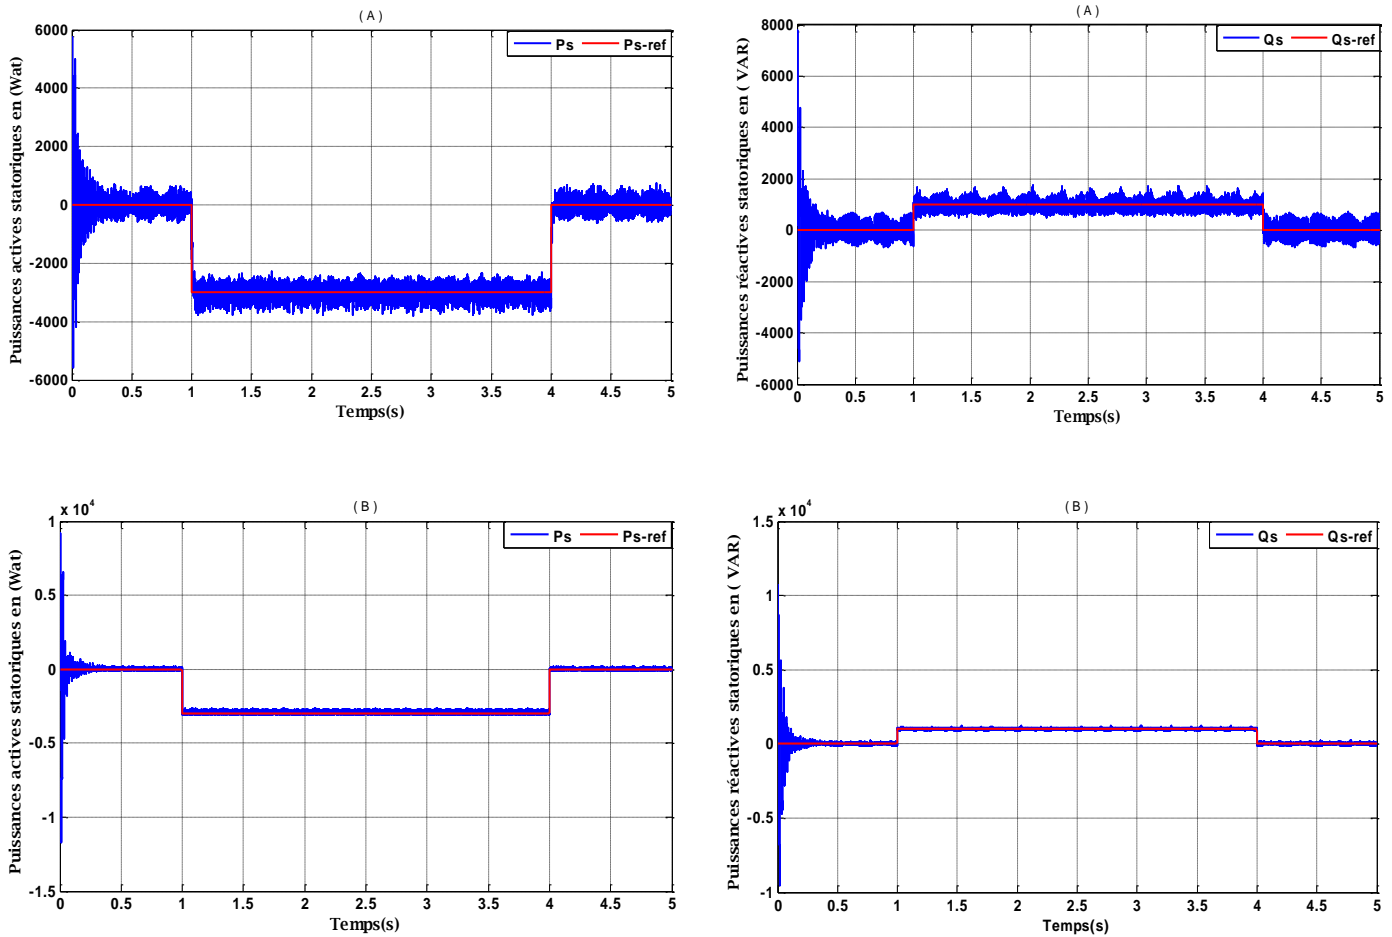 ( A )
6000
4000
2000
0
-2000
-4000
-6000
Puissances actives statoriques en (Wat)
Ps Ps-ref
0 0.5 1 1.5 2 2.5 3 3.5 4 4.5 5
Temps(s)
( A )
8000
6000
4000
2000
0
-2000
-4000
-6000
Puissances réactives statoriques en ( VAR)
Qs Qs-ref
0 0.5 1 1.5 2 2.5 3 3.5 4 4.5 5
Temps(s)
( B )
x 10^4
1
0.5
0
-0.5
-1
-1.5
Puissances actives statoriques en (Wat)
Ps Ps-ref
0 0.5 1 1.5 2 2.5 3 3.5 4 4.5 5
Temps(s)
( B )
x 10^4
1.5
1
0.5
0
-0.5
-1
Puissances réactives statoriques en ( VAR)
Qs Qs-ref
0 0.5 1 1.5 2 2.5 3 3.5 4 4.5 5
Temps(s)